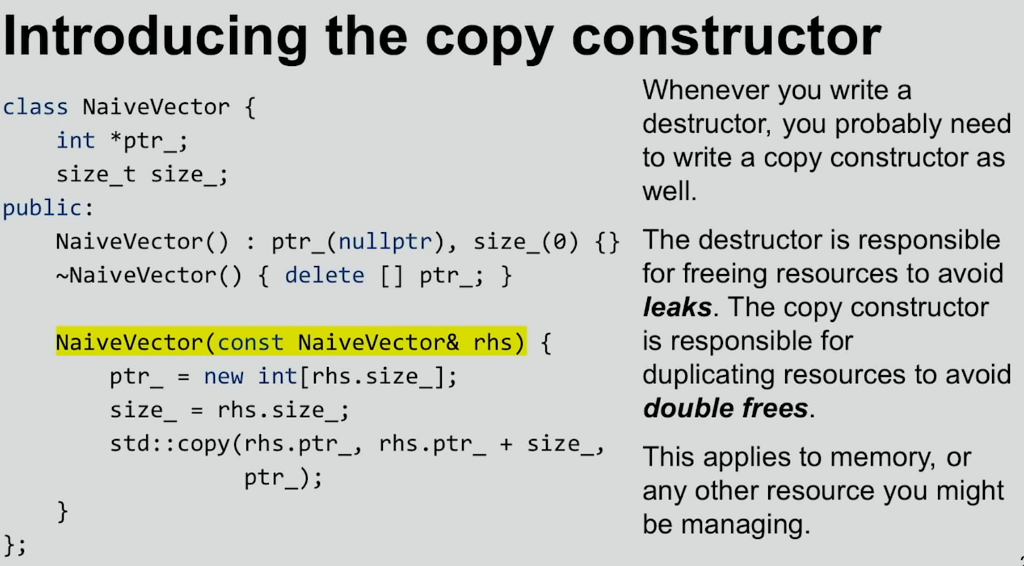 Introducing the copy constructor
class NaiveVector {
    int *ptr_;
    size_t size_;
public:
    NaiveVector() : ptr_(nullptr), size_(0) {}
    ~NaiveVector() { delete [] ptr_; }
    NaiveVector(const NaiveVector& rhs) {
        ptr_ = new int[rhs.size_];
        size_ = rhs.size_;
        std::copy(rhs.ptr_, rhs.ptr_ + size_,
                  ptr_);
    }
};
Whenever you write a
destructor, you probably need
to write a copy constructor as
well.
The destructor is responsible
for freeing resources to avoid
leaks. The copy constructor
is responsible for
duplicating resources to avoid
double frees.
This applies to memory, or
any other resource you might
be managing.